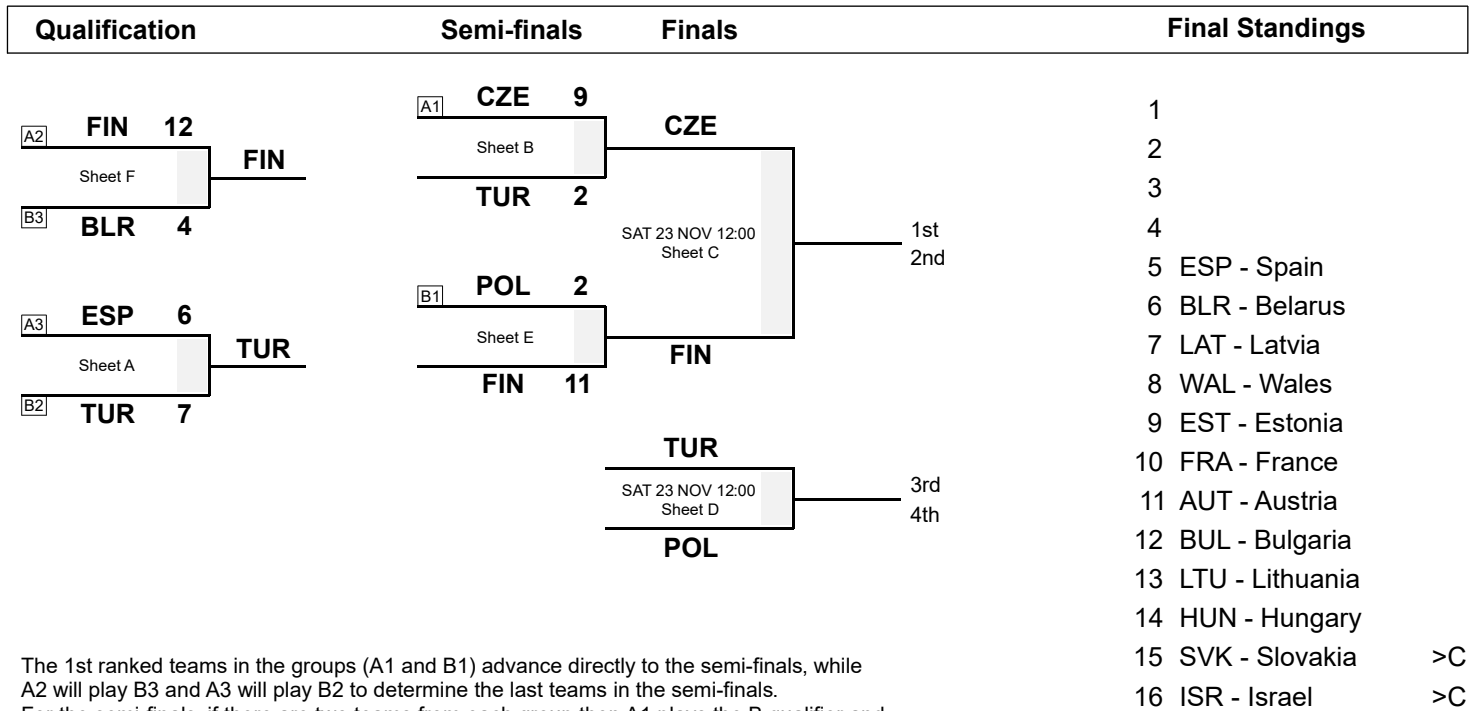 Qualification Semi-finals Finals Final Standings
A2 FIN 12
Sheet F
FIN
B3 BLR 4
A3 ESP 6
Sheet A
TUR
B2 TUR 7
A1 CZE 9
Sheet B
TUR 2
B1 POL 2
Sheet E
FIN 11
CZE
SAT 23 NOV 12:00
Sheet C
FIN
1st
2nd
TUR
SAT 23 NOV 12:00
Sheet D
POL
3rd
4th
1
2
3
4
5 ESP - Spain
6 BLR - Belarus
7 LAT - Latvia
8 WAL - Wales
9 EST - Estonia
10 FRA - France
11 AUT - Austria
12 BUL - Bulgaria
13 LTU - Lithuania
14 HUN - Hungary
15 SVK - Slovakia >C
16 ISR - Israel >C
The 1st ranked teams in the groups (A1 and B1) advance directly to the semi-finals, while
A2 will play B3 and A3 will play B2 to determine the last teams in the semi-finals.